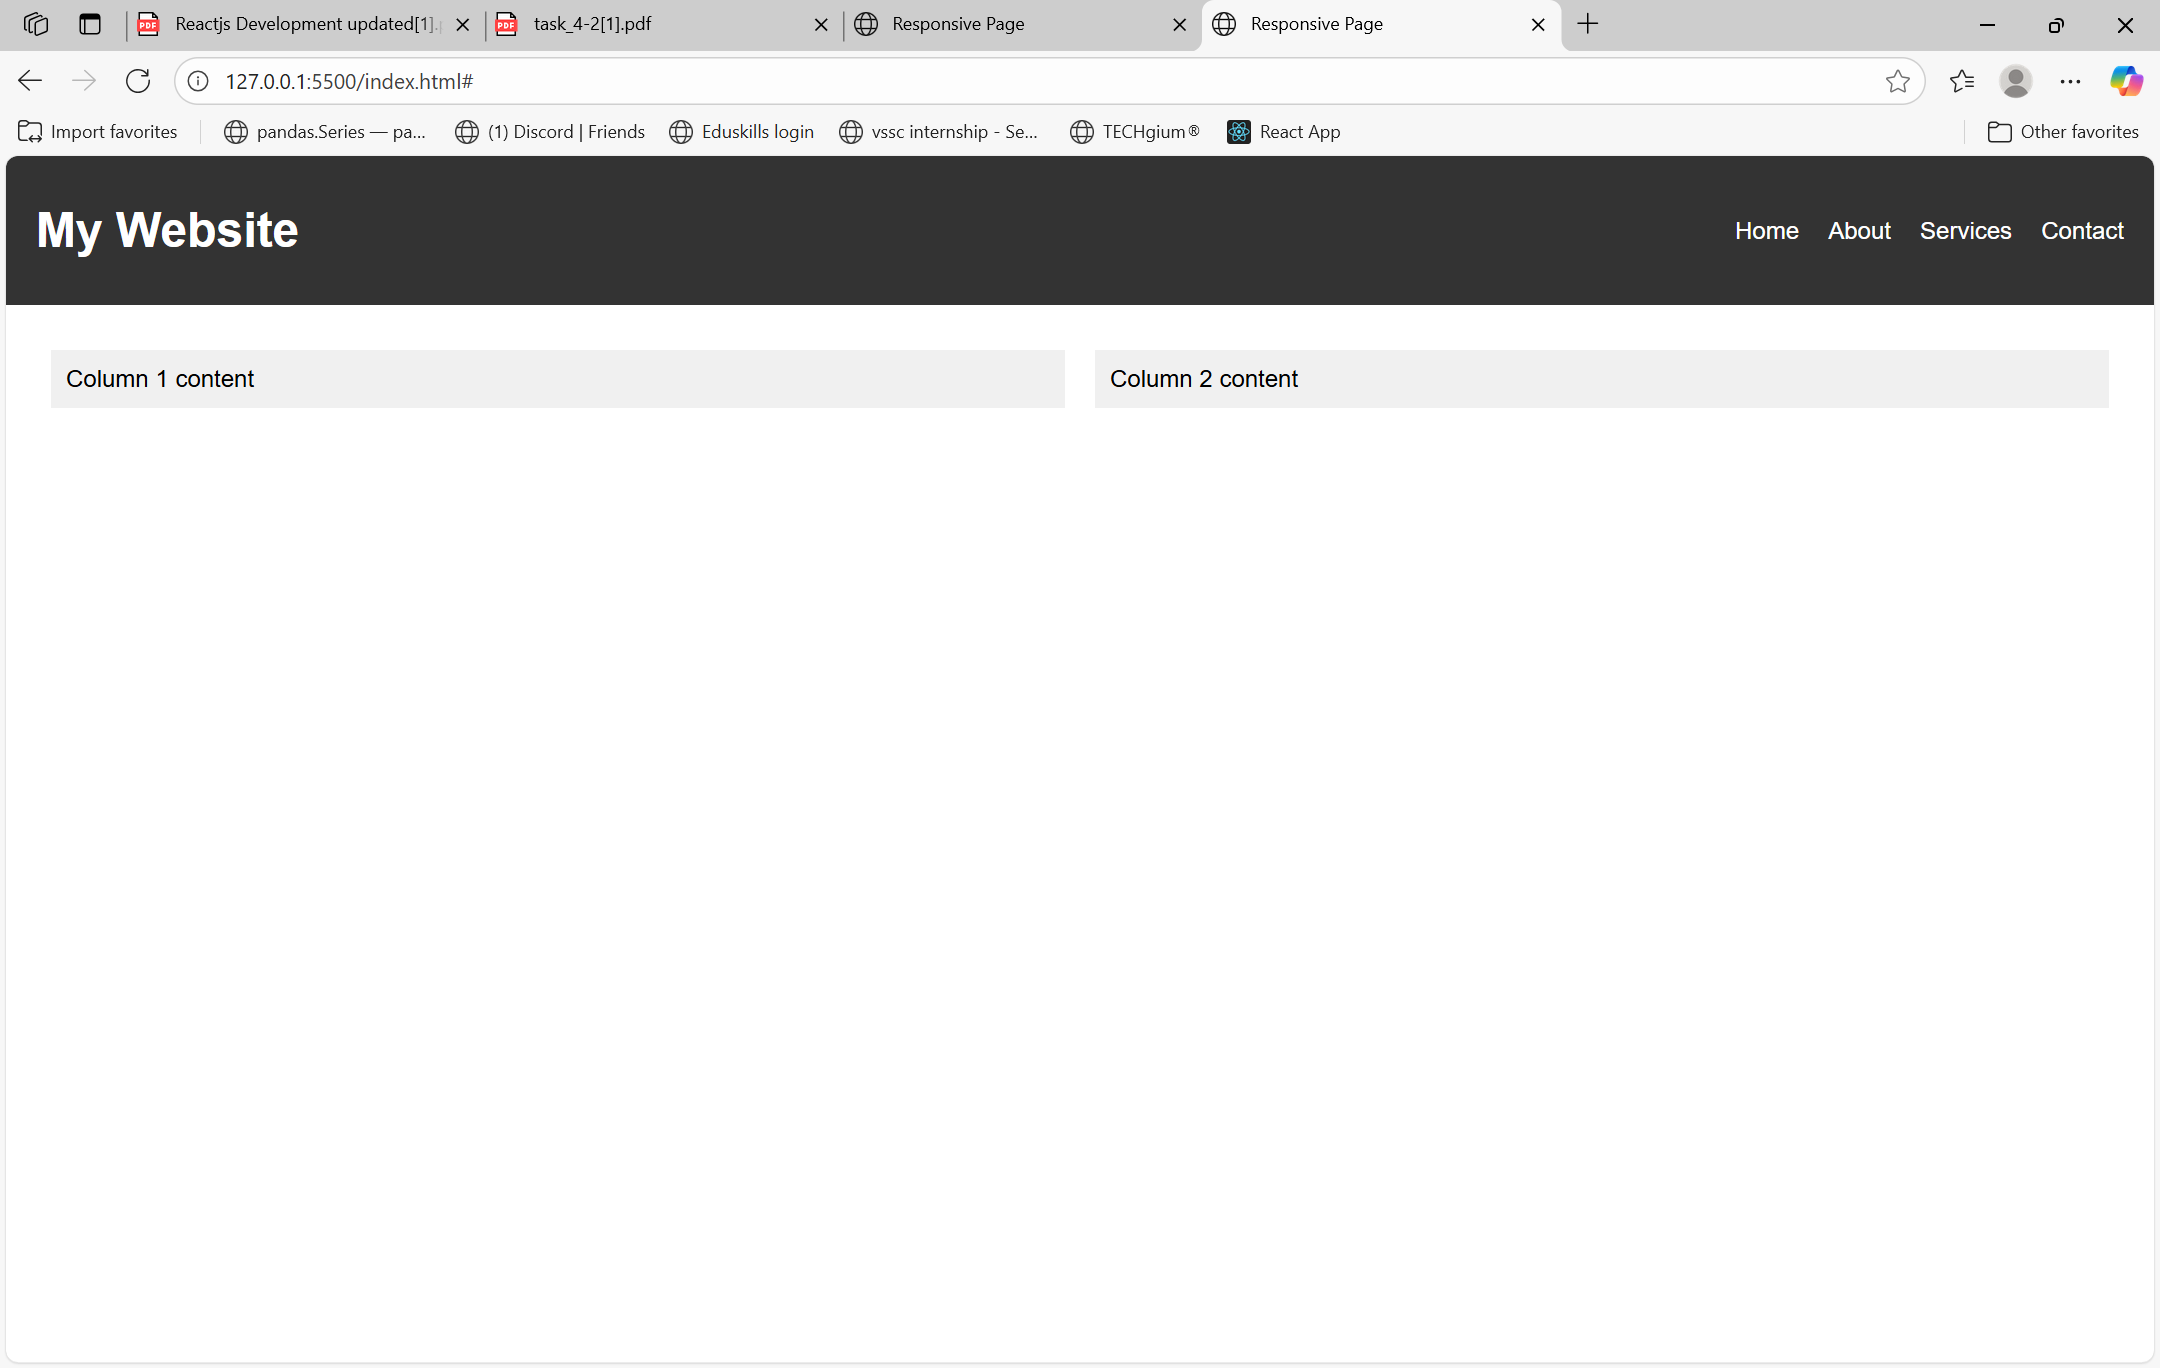 Reactjs Development updated[1].
task_4-2[1].pdf
Responsive Page
Responsive Page
127.0.0.1:5500/index.html#
Import favorites
pandas.Series — pa...
(1) Discord | Friends
Eduskills login
vssc internship - Se...
TECHgium®
React App
Other favorites
My Website
Home About Services Contact
Column 1 content
Column 2 content